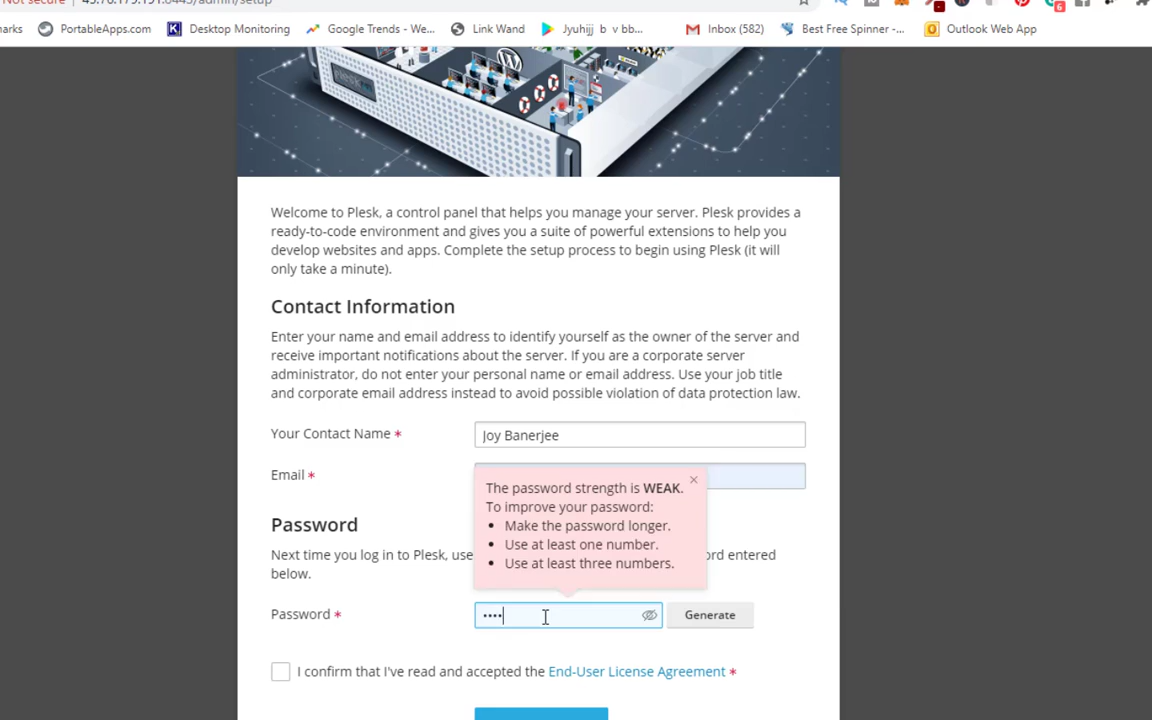 Not secure
/admin/setup
marks PortableApps.com Desktop Monitoring Google Trends - We... Link Wand Jyuhijj b v bb... Inbox (582) Best Free Spinner -... Outlook Web App
Welcome to Plesk, a control panel that helps you manage your server. Plesk provides a
ready-to-code environment and gives you a suite of powerful extensions to help you
develop websites and apps. Complete the setup process to begin using Plesk (it will
only take a minute).
Contact Information
Enter your name and email address to identify yourself as the owner of the server and
receive important notifications about the server. If you are a corporate server
administrator, do not enter your personal name or email address. Use your job title
and corporate email address instead to avoid possible violation of data protection law.
Your Contact Name *
Joy Banerjee
Email *
The password strength is WEAK.
To improve your password:
• Make the password longer.
• Use at least one number.
• Use at least three numbers.
Password
Next time you log in to Plesk, use ord entered
below.
Password *
••••
Generate
I confirm that I've read and accepted the End-User License Agreement *